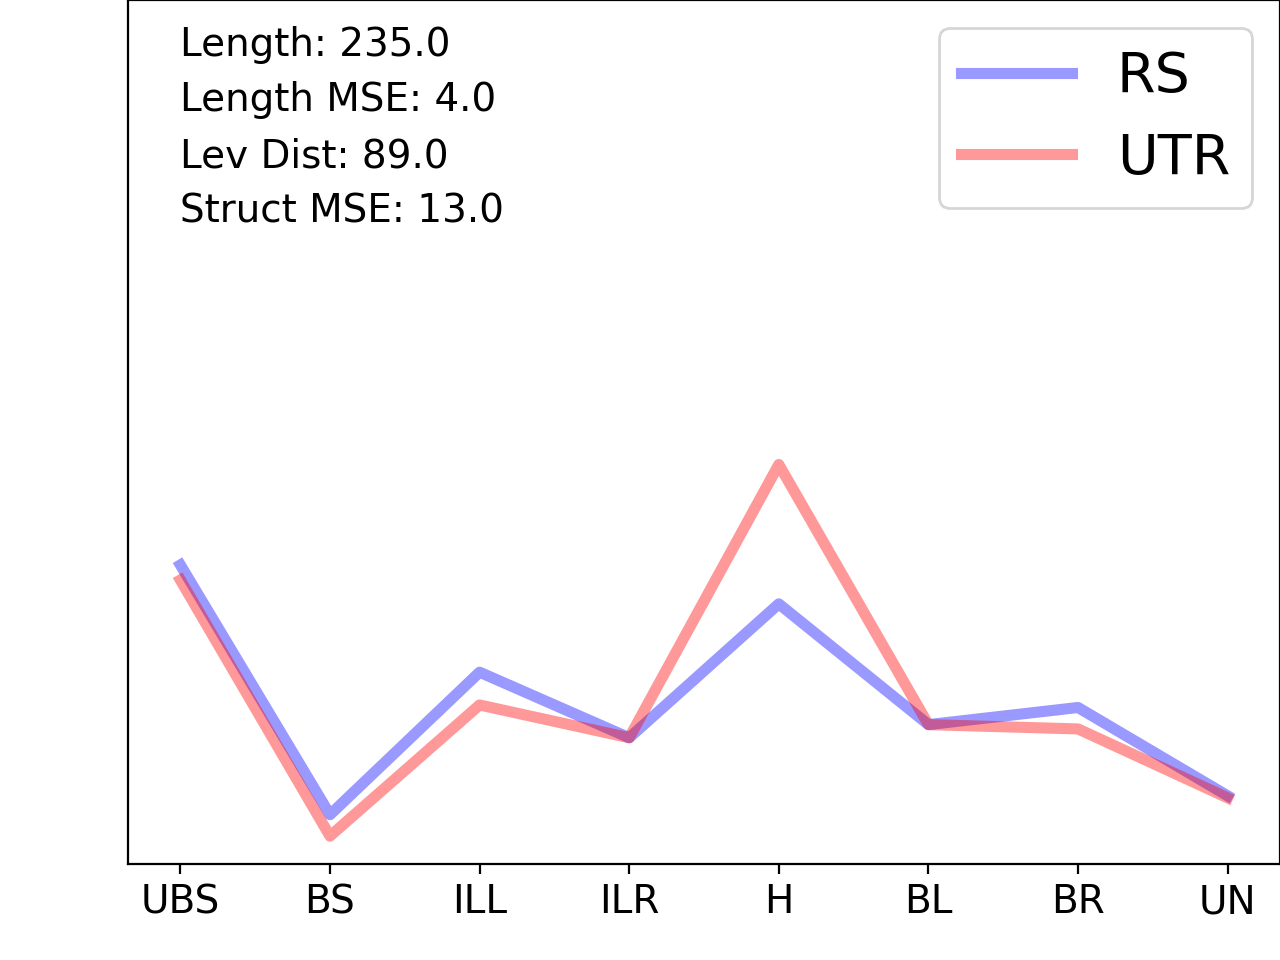 Length: 235.0
Length MSE: 4.0
Lev Dist: 89.0
Struct MSE: 13.0
RS
UTR
UBS BS ILL ILR H BL BR UN